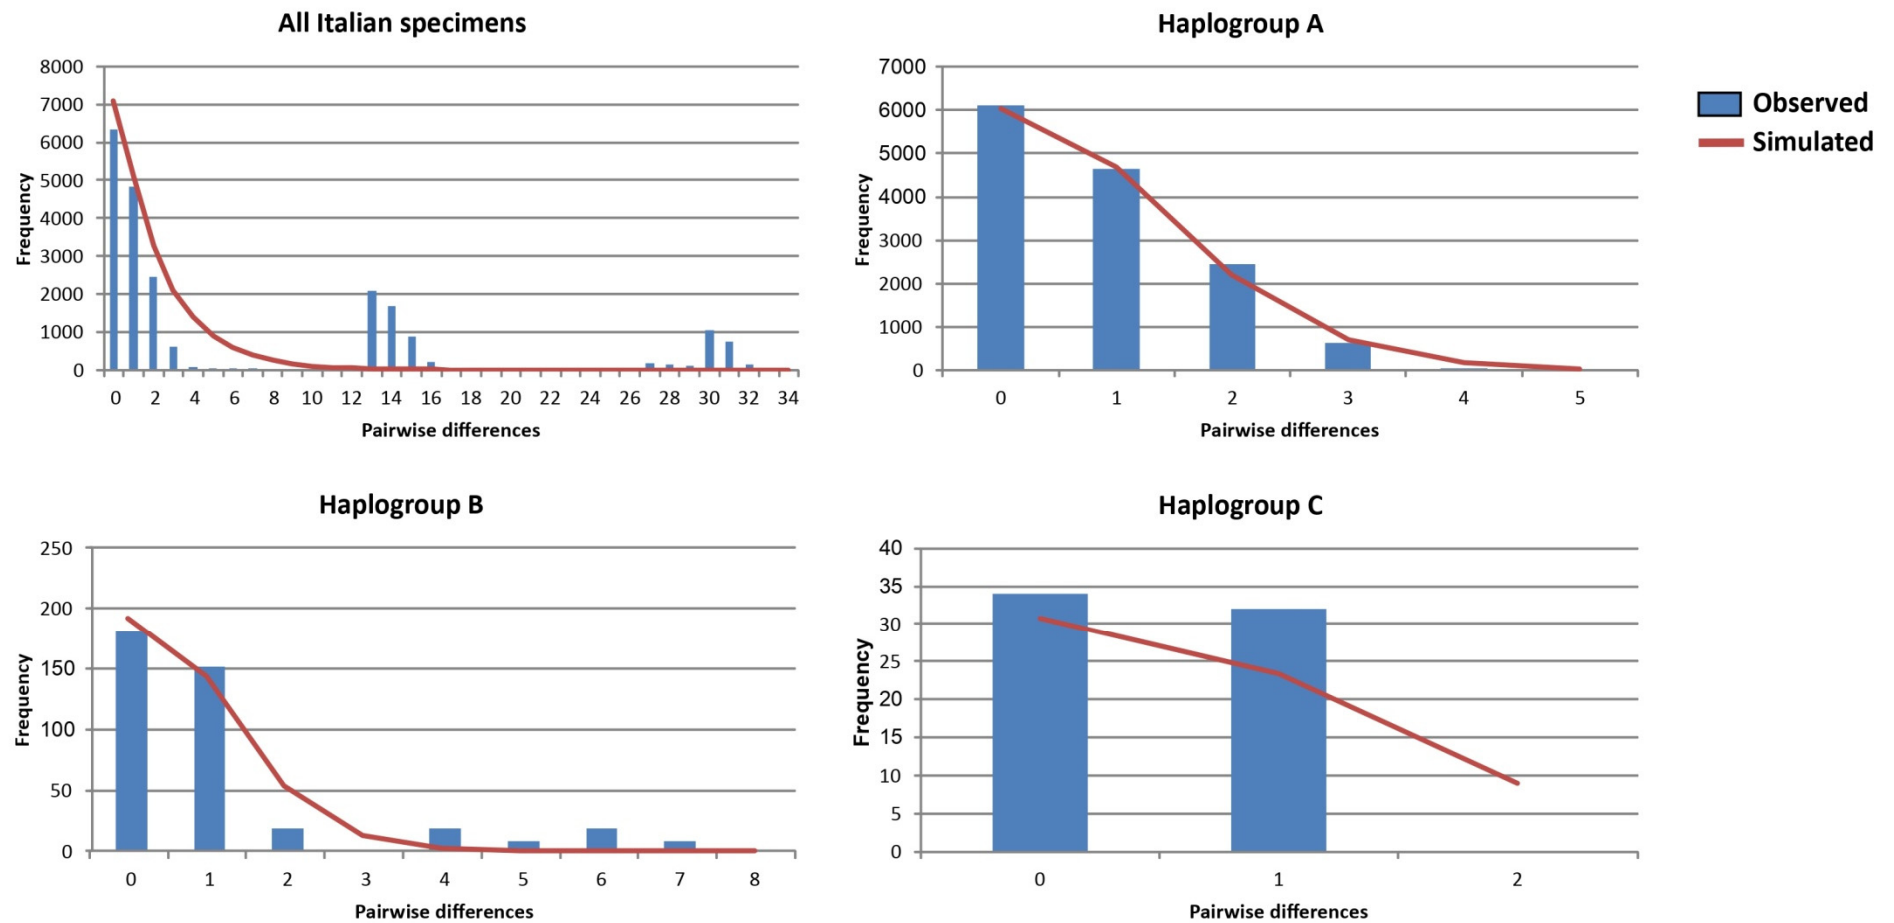 All Italian specimens
8000
7000
6000
5000
4000
3000
2000
1000
0
Frequency
0 2 4 6 8 10 12 14 16 18 20 22 24 26 28 30 32 34
Pairwise differences
Haplogroup A
7000
6000
5000
4000
3000
2000
1000
0
Frequency
0 1 2 3 4 5
Pairwise differences
Observed
Simulated
Haplogroup B
250
200
150
100
50
0
Frequency
0 1 2 3 4 5 6 7 8
Pairwise differences
Haplogroup C
40
35
30
25
20
15
10
5
0
Frequency
0 1 2
Pairwise differences